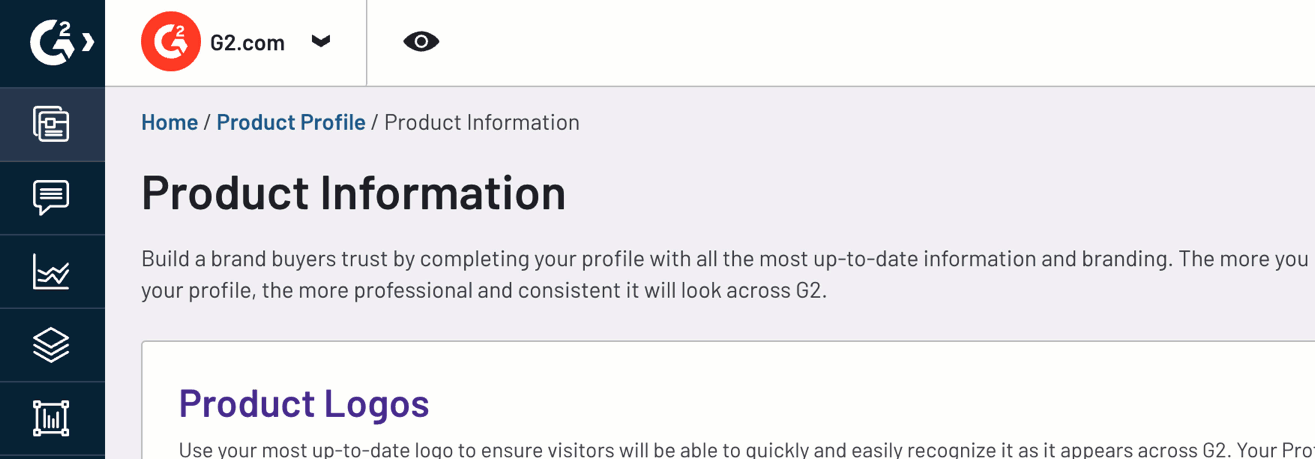 G2
G2 G2.com
Home / Product Profile / Product Information
Product Information
Build a brand buyers trust by completing your profile with all the most up-to-date information and branding. The more you
your profile, the more professional and consistent it will look across G2.
Product Logos
Use your most up-to-date logo to ensure visitors will be able to quickly and easily recognize it as it appears across G2. Your